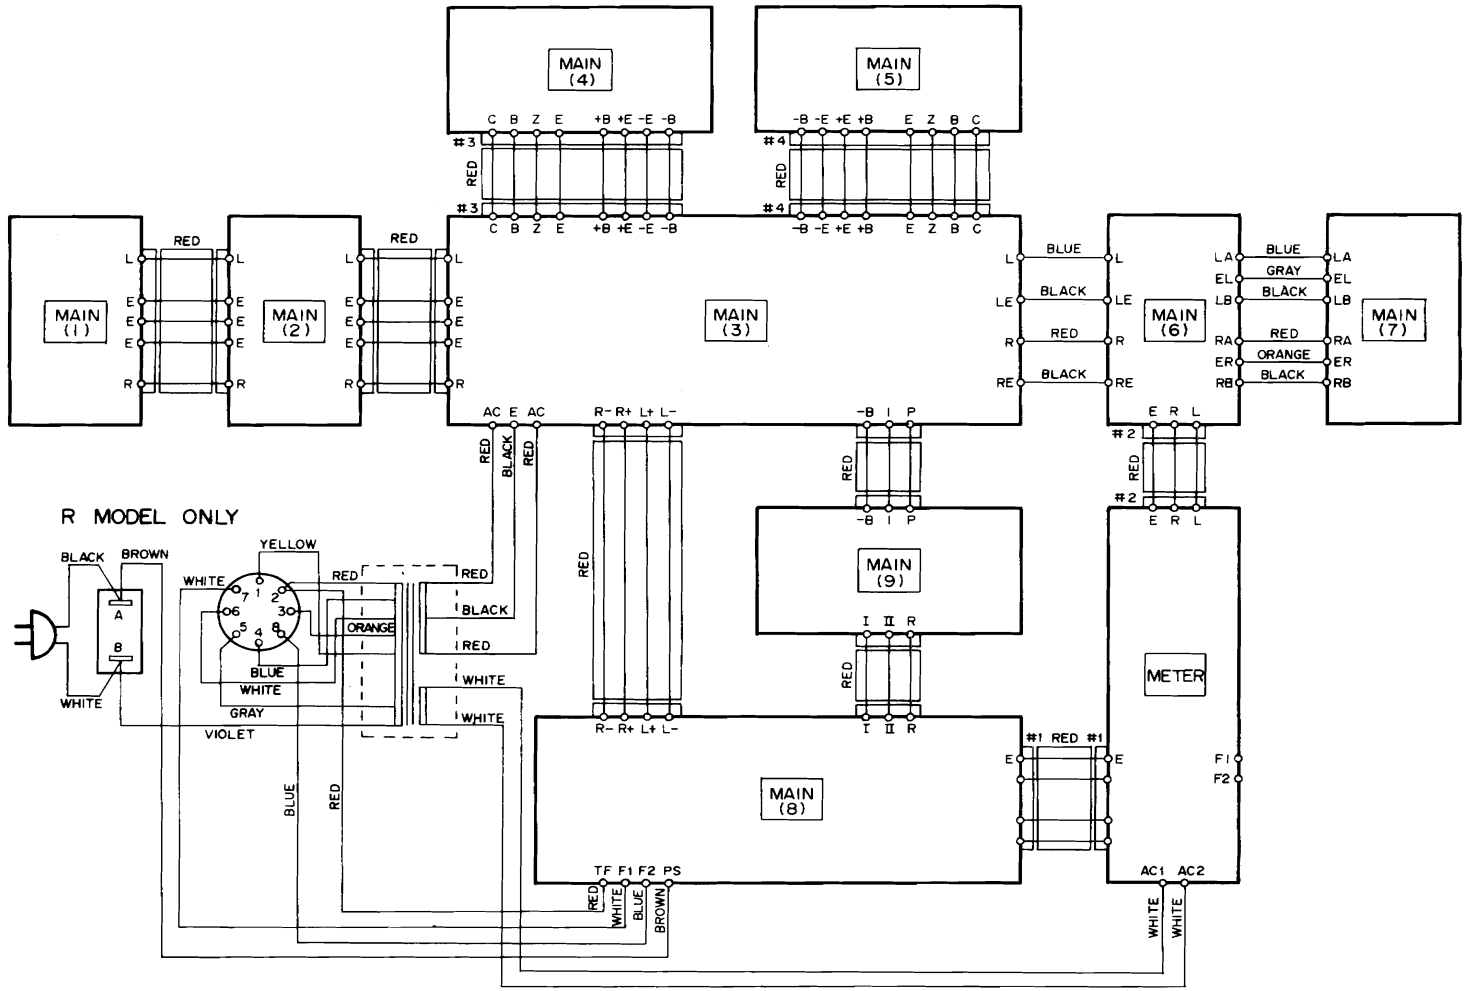 MAIN
(4)
MAIN
(5)
C B Z E +B +E -E -B
-B -E +E +B E Z B C
#3
#4
RED
RED
#3
#4
C B Z E +B +E -E -B
-B -E +E +B E Z B C
RED
RED
L L L L
E E E E
E E E E
E E E E
R R R R
MAIN
(1)
MAIN
(2)
MAIN
(3)
L BLUE L
LE BLACK LE
R RED R
RE BLACK RE
MAIN
(6)
LA BLUE LA
EL GRAY EL
LB BLACK LB
RA RED RA
ER ORANGE ER
RB BLACK RB
MAIN
(7)
AC E AC
R- R+ L+ L-
-B I P
E R L
RED
BLACK
RED
RED
#2
RED
#2
-B I P
E R L
R MODEL ONLY
BLACK
BROWN
YELLOW
WHITE
RED
A
B
WHITE
7 1 2
6 3
5 4 8
ORANGE
BLUE
WHITE
GRAY
VIOLET
RED
BLACK
RED
WHITE
WHITE
RED
MAIN
(9)
I II R
RED
METER
R- R+ L+ L-
I II R
BLUE
RED
MAIN
(8)
#1 RED #1
E E
F1
F2
TF F1 F2 PS
RED
WHITE
BLUE
BROWN
AC1 AC2
WHITE
WHITE